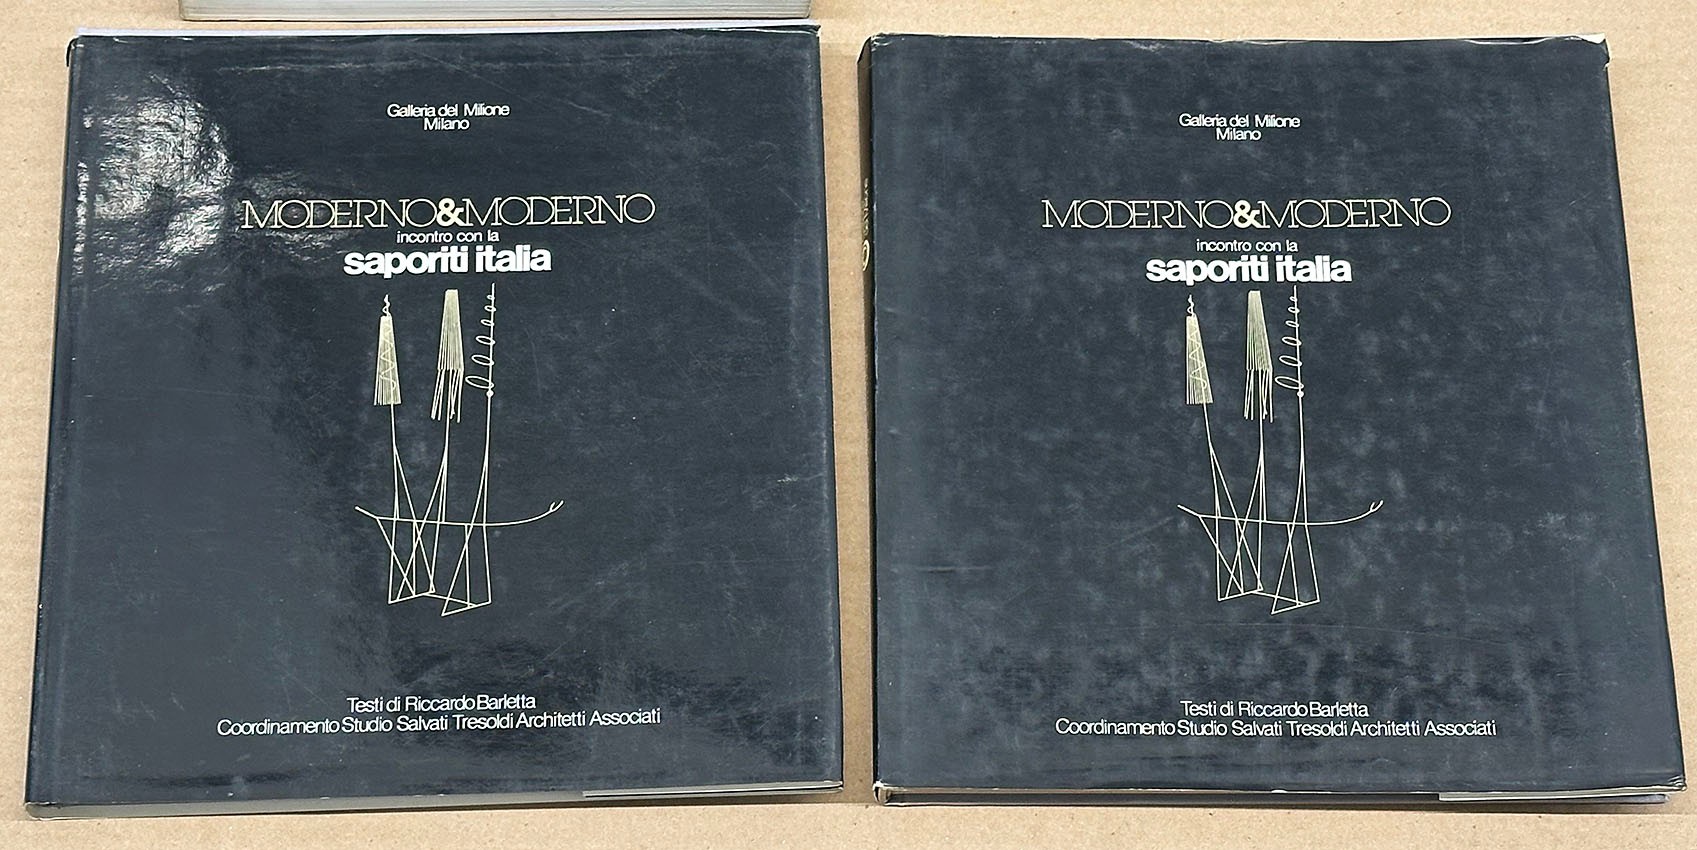 Galleria del Milione
Milano
MODERNO&MODERNO
incontro con la
saporiti italia
Testi di Riccardo Barletta
Coordinamento Studio Salvati Tresoldi Architetti Associati
Galleria del Milione
Milano
MODERNO&MODERNO
incontro con la
saporiti italia
Testi di Riccardo Barletta
Coordinamento Studio Salvati Tresoldi Architetti Associati